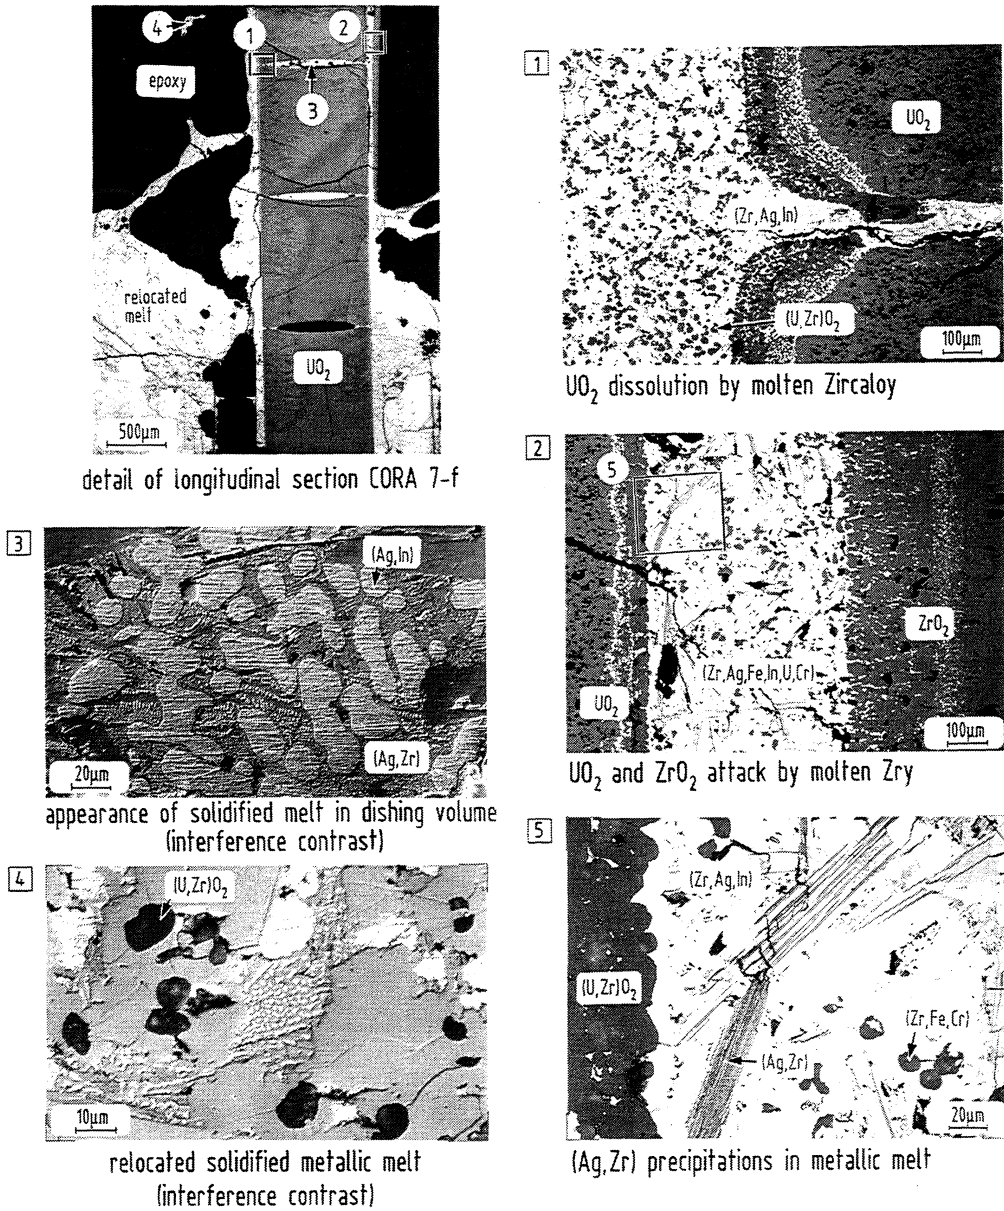 4
1
2
epoxy
3
relocated
melt
UO₂
500µm
detail of longitudinal section CORA 7-f
1
UO₂
(Zr,Ag,In)
(U,Zr)O₂
100µm
UO₂ dissolution by molten Zircaloy
2
5
ZrO₂
(Zr,Ag,Fe,In,U,Cr)
UO₂
100µm
UO₂ and ZrO₂ attack by molten Zry
3
(Ag,In)
(Ag,Zr)
20µm
appearance of solidified melt in dishing volume
(interference contrast)
4
(U,Zr)O₂
10µm
relocated solidified metallic melt
(interference contrast)
5
(Zr,Ag,In)
(U,Zr)O₂
(Zr,Fe,Cr)
(Ag,Zr)
20µm
(Ag,Zr) precipitations in metallic melt